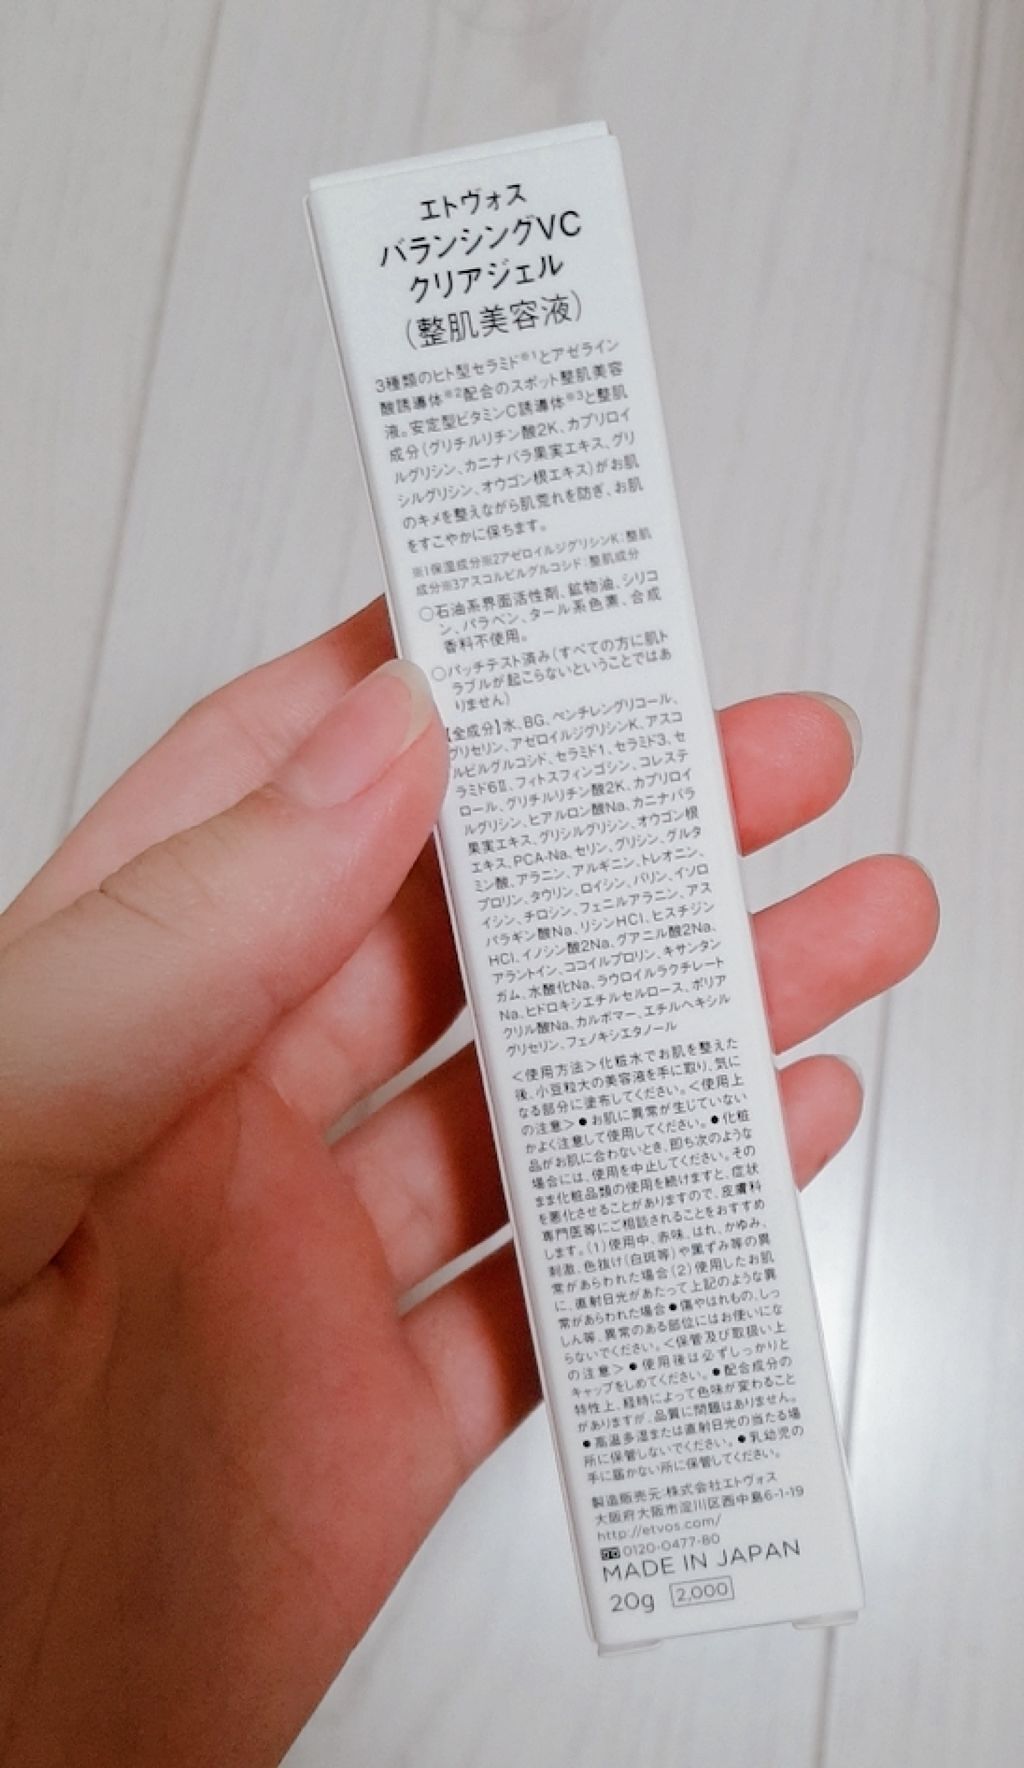 エトヴォス
バランシングVC
クリアジェル
(整肌美容液)
3種類のヒト型セラミド※1とアゼライン
酸誘導体※2配合のスポット整肌美容
液。安定型ビタミンC誘導体※3と整肌
成分(グリチルリチン酸2K、カプリロイ
ルグリシン、カニナバラ果実エキス、グリ
シルグリシン、オウゴン根エキス)がお肌
のキメを整えながら肌荒れを防ぎ、お肌
をすこやかに保ちます。
※1保湿成分※2アゼロイルジグリシンK:整肌
成分※3アスコルビルグルコシド:整肌成分
○石油系界面活性剤、鉱物油、シリコ
ン、パラベン、タール系色素、合成
香料不使用。
○パッチテスト済み(すべての方に肌ト
ラブルが起こらないということではあ
りません)
【全成分】水、BG、ペンチレングリコール、
グリセリン、アゼロイルジグリシンK、アスコ
ルビルグルコシド、セラミド1、セラミド3、セ
ラミド6Ⅱ、フィトスフィンゴシン、コレステ
ロール、グリチルリチン酸2K、カプリロイ
ルグリシン、ヒアルロン酸Na、カニナバラ
果実エキス、グリシルグリシン、オウゴン根
エキス、PCA-Na、セリン、グリシン、グルタ
ミン酸、アラニン、アルギニン、トレオニン、
プロリン、タウリン、ロイシン、バリン、イソロ
イシン、チロシン、フェニルアラニン、アス
パラギン酸Na、リシンHCl、ヒスチジン
HCl、イノシン酸2Na、グアニル酸2Na、
アラントイン、ココイルプロリン、キサンタン
ガム、水酸化Na、ラウロイルラクチレート
Na、ヒドロキシエチルセルロース、ポリア
クリル酸Na、カルボマー、エチルヘキシル
グリセリン、フェノキシエタノール
<使用方法>化粧水でお肌を整えた
後、小豆粒大の美容液を手に取り、気に
なる部分に塗布してください。<使用上
の注意>●お肌に異常が生じていない
かよく注意して使用してください。●化粧
品がお肌に合わないとき、即ち次のような
場合には、使用を中止してください。その
まま化粧品類の使用を続けますと、症状
を悪化させることがありますので、皮膚科
専門医等にご相談されることをおすすめ
します。(1)使用中、赤味、はれ、かゆみ、
刺激、色抜け(白斑等)や黒ずみ等の異
常があらわれた場合(2)使用したお肌
に、直射日光があたって上記のような異
常があらわれた場合●傷やはれもの、しっ
しん等、異常のある部位にはお使いにな
らないでください。<保管及び取扱い上
の注意>●使用後は必ずしっかりと
キャップをしめてください。●配合成分の
特性上、経時によって色味が変わること
がありますが、品質に問題はありません。
●高温多湿または直射日光の当たる場
所に保管しないでください。●乳幼児の
手に届かない所に保管してください。
製造販売元:株式会社エトヴォス
大阪府大阪市淀川区西中島6-1-19
http://etvos.com/
0120-0477-80
MADE IN JAPAN
20g 2,000